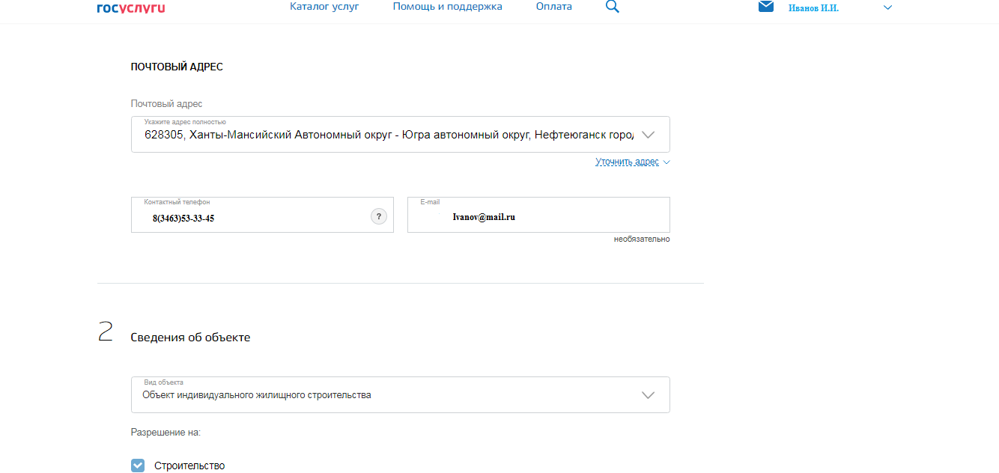 госуслуги Каталог услуг Помощь и поддержка Оплата Иванов И.И.
ПОЧТОВЫЙ АДРЕС
Почтовый адрес
Укажите адрес полностью
628305, Ханты-Мансийский Автономный округ - Югра автономный округ, Нефтеюганск город
Уточнить адрес
Контактный телефон E-mail
8(3463)53-33-45 ? Ivanov@mail.ru
необязательно
2 Сведения об объекте
Вид объекта
Объект индивидуального жилищного строительства
Разрешение на:
Строительство